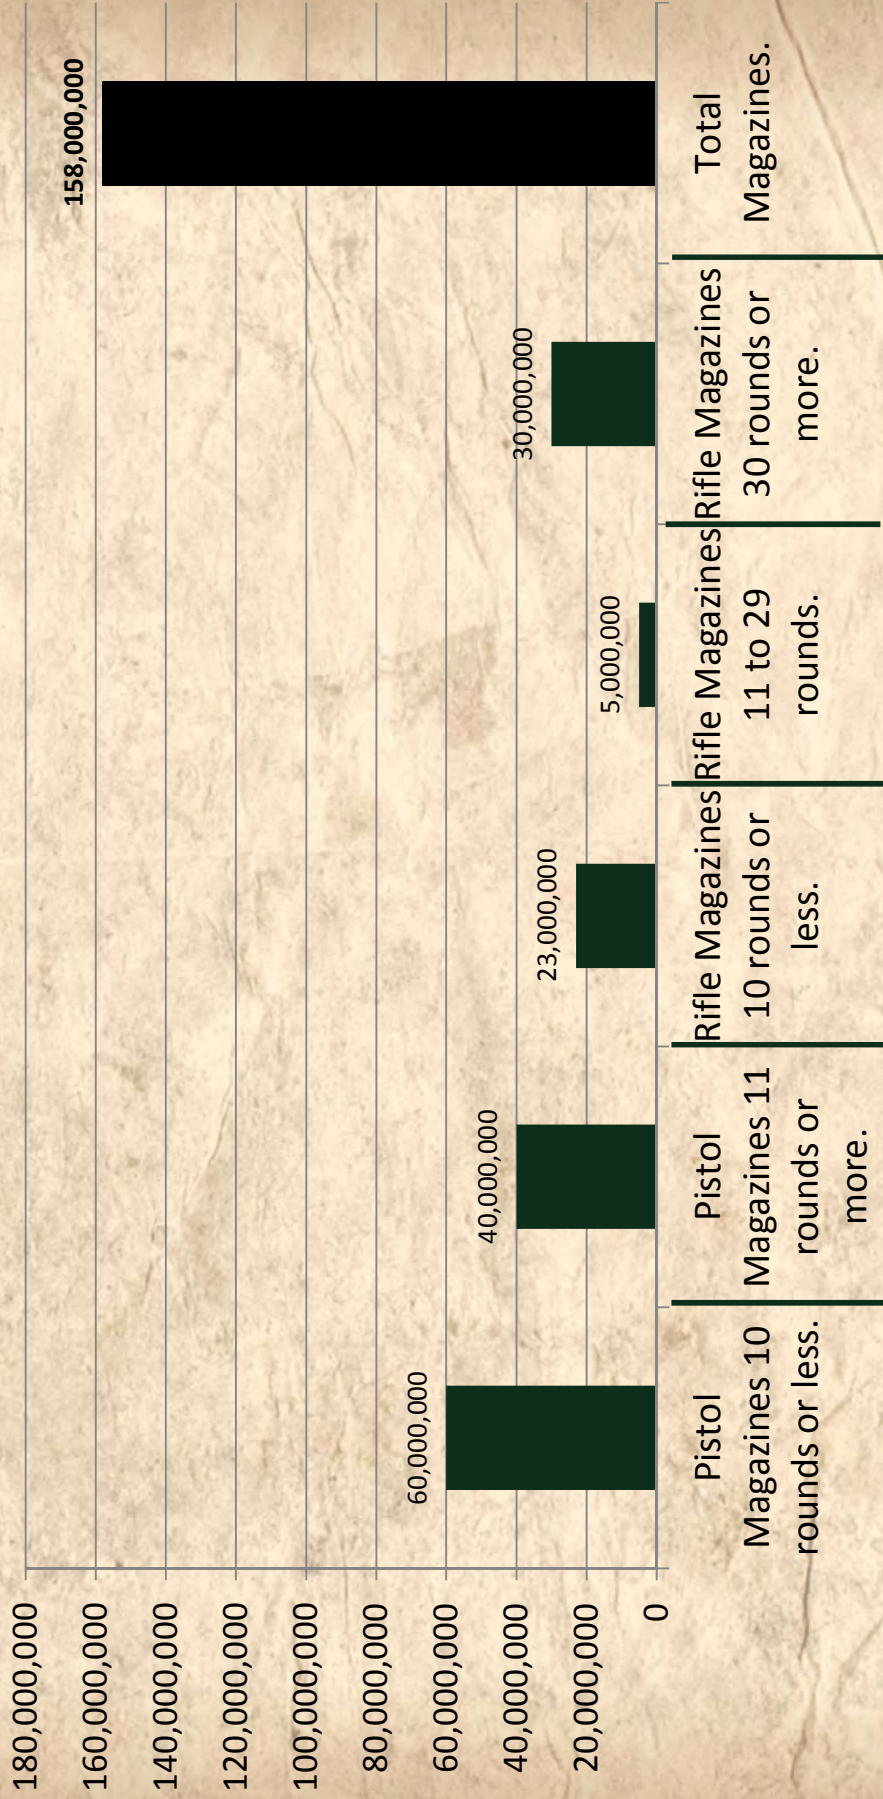 180,000,000
160,000,000
140,000,000
120,000,000
100,000,000
80,000,000
60,000,000
40,000,000
20,000,000
0
60,000,000
40,000,000
23,000,000
5,000,000
30,000,000
158,000,000
Pistol
Magazines 10
rounds or less.
Pistol
Magazines 11
rounds or
more.
Rifle Magazines
10 rounds or
less.
Rifle Magazines
11 to 29
rounds.
Rifle Magazines
30 rounds or
more.
Total
Magazines.